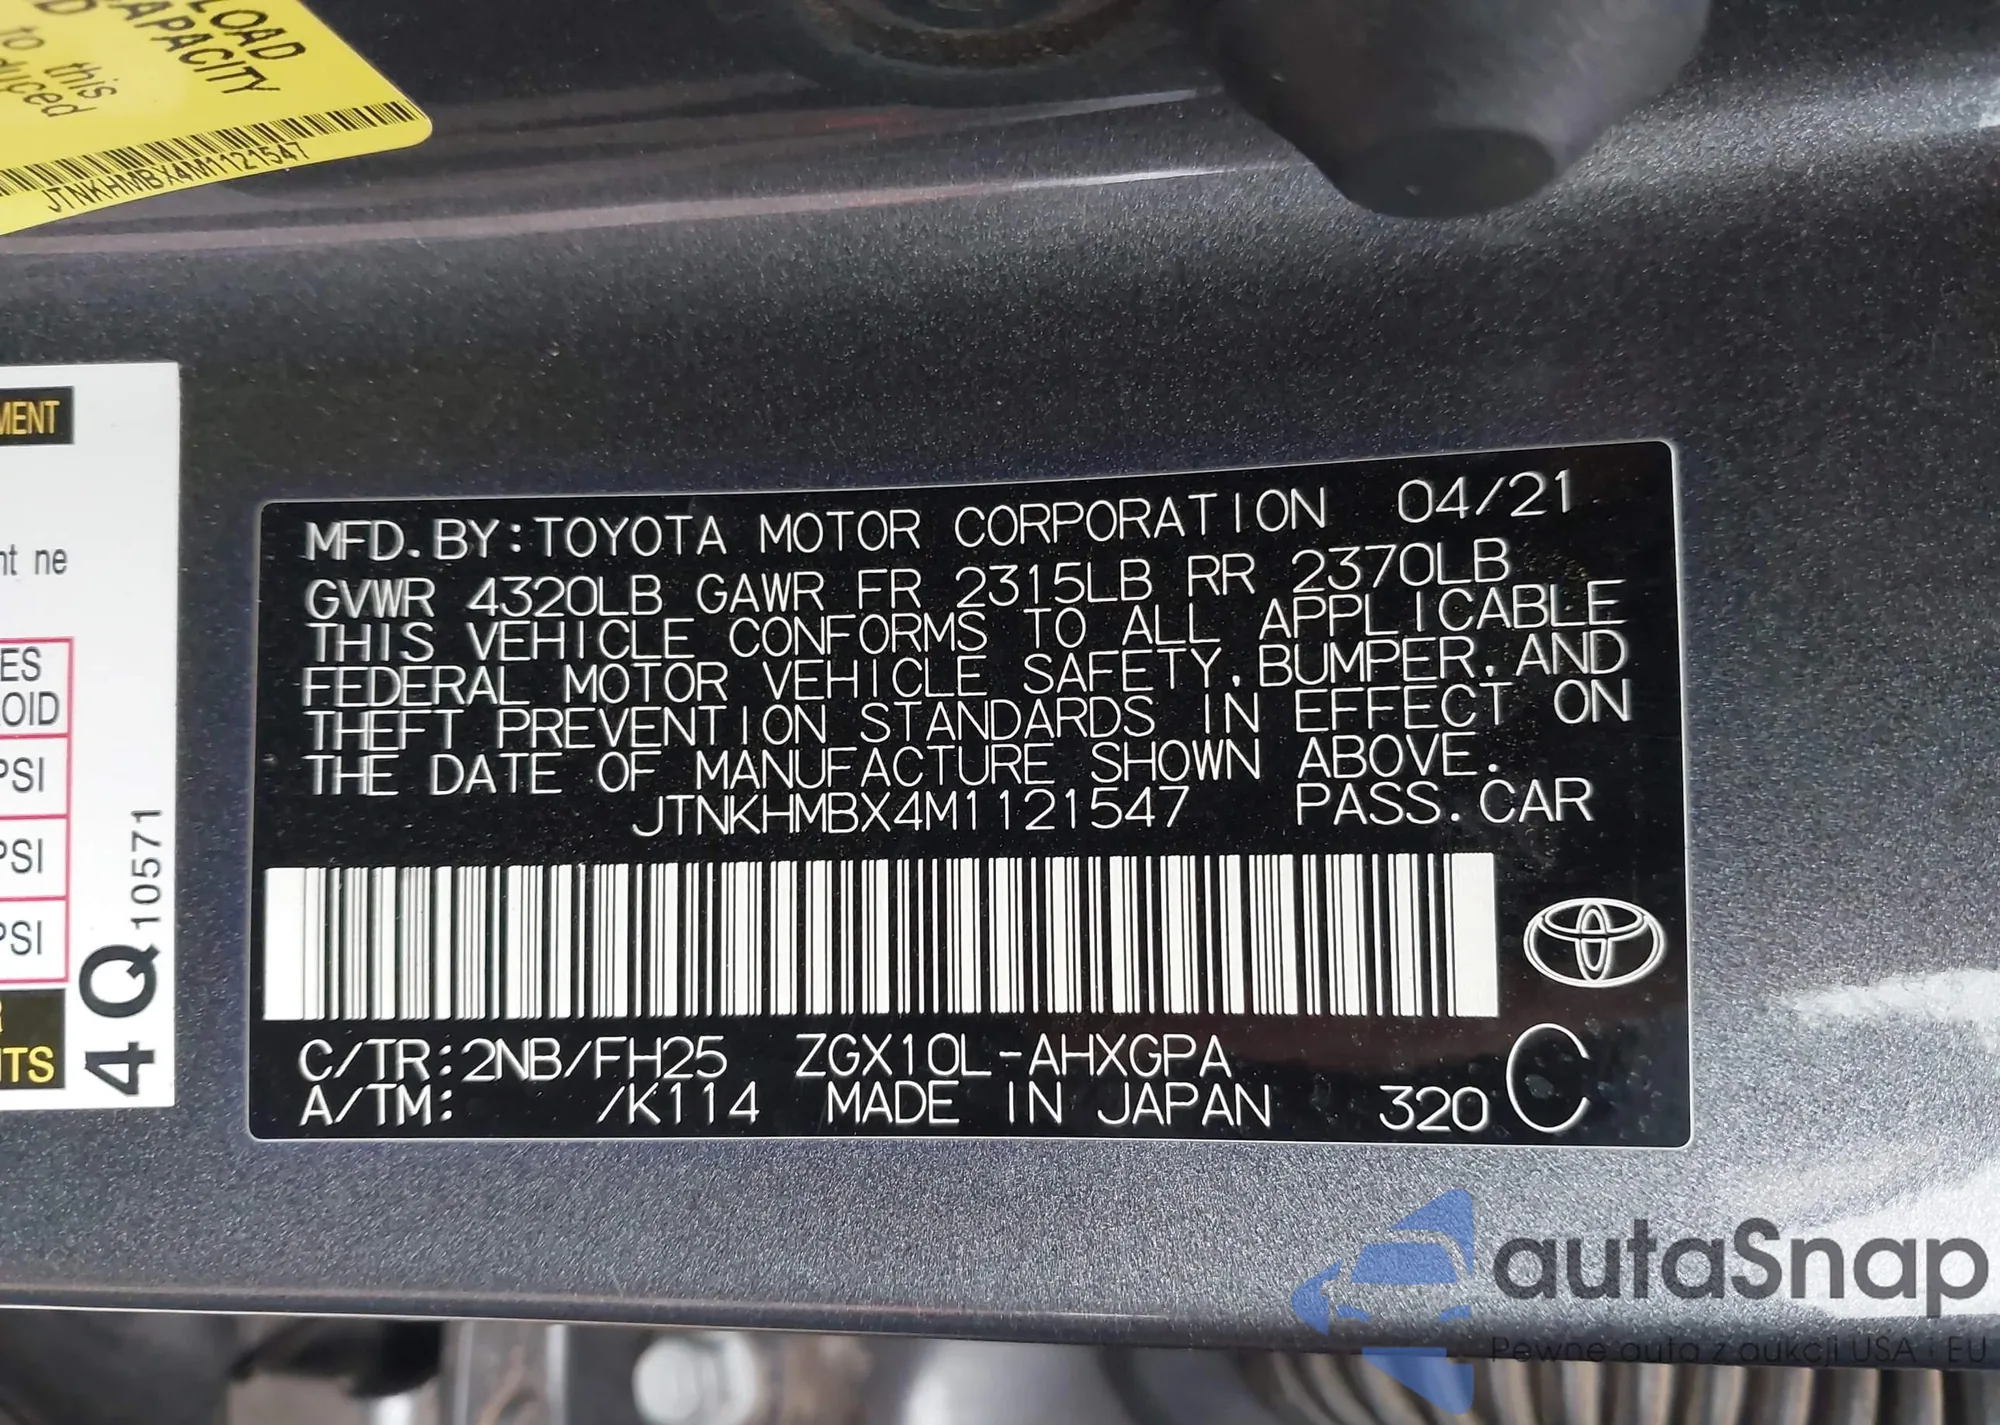 LOAD
CAPACITY
to this
JTNKHMBX4M1121547
MENT
nt ne
ES
OID
PSI
PSI
PSI
ITS
4Q 10571
MFD.BY:TOYOTA MOTOR CORPORATION 04/21
GVWR 4320LB GAWR FR 2315LB RR 2370LB
THIS VEHICLE CONFORMS TO ALL APPLICABLE
FEDERAL MOTOR VEHICLE SAFETY,BUMPER,AND
THEFT PREVENTION STANDARDS IN EFFECT ON
THE DATE OF MANUFACTURE SHOWN ABOVE.
JTNKHMBX4M1121547 PASS.CAR
C/TR:2NB/FH25 ZGX10L-AHXGPA
A/TM: /K114 MADE IN JAPAN 320 C
autaSnap
Pewne auta z aukcji USA i EU